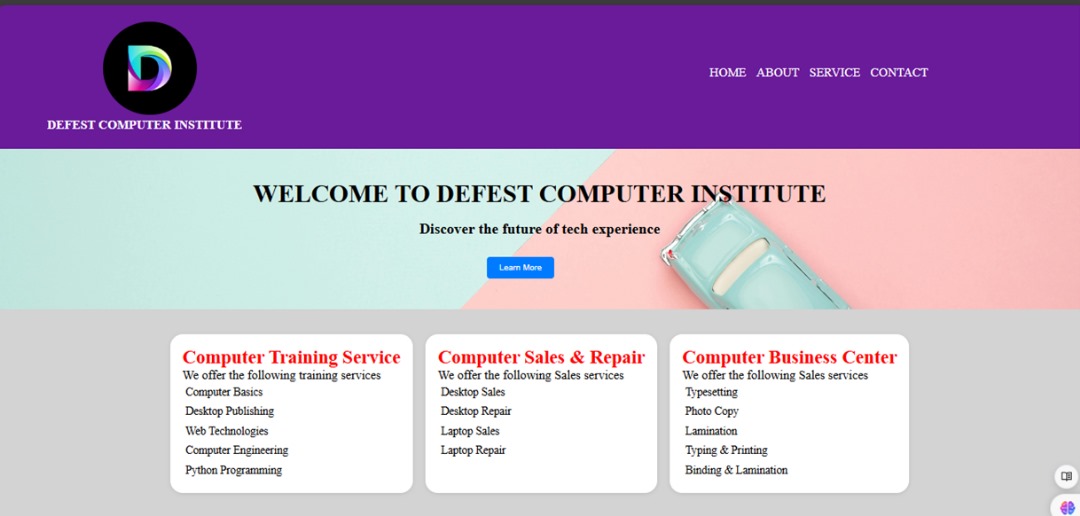 D
DEFEST COMPUTER INSTITUTE
HOME ABOUT SERVICE CONTACT
WELCOME TO DEFEST COMPUTER INSTITUTE
Discover the future of tech experience
Learn More
Computer Training Service
We offer the following training services
Computer Basics
Desktop Publishing
Web Technologies
Computer Engineering
Python Programming
Computer Sales & Repair
We offer the following Sales services
Desktop Sales
Desktop Repair
Laptop Sales
Laptop Repair
Computer Business Center
We offer the following Sales services
Typesetting
Photo Copy
Lamination
Typing & Printing
Binding & Lamination